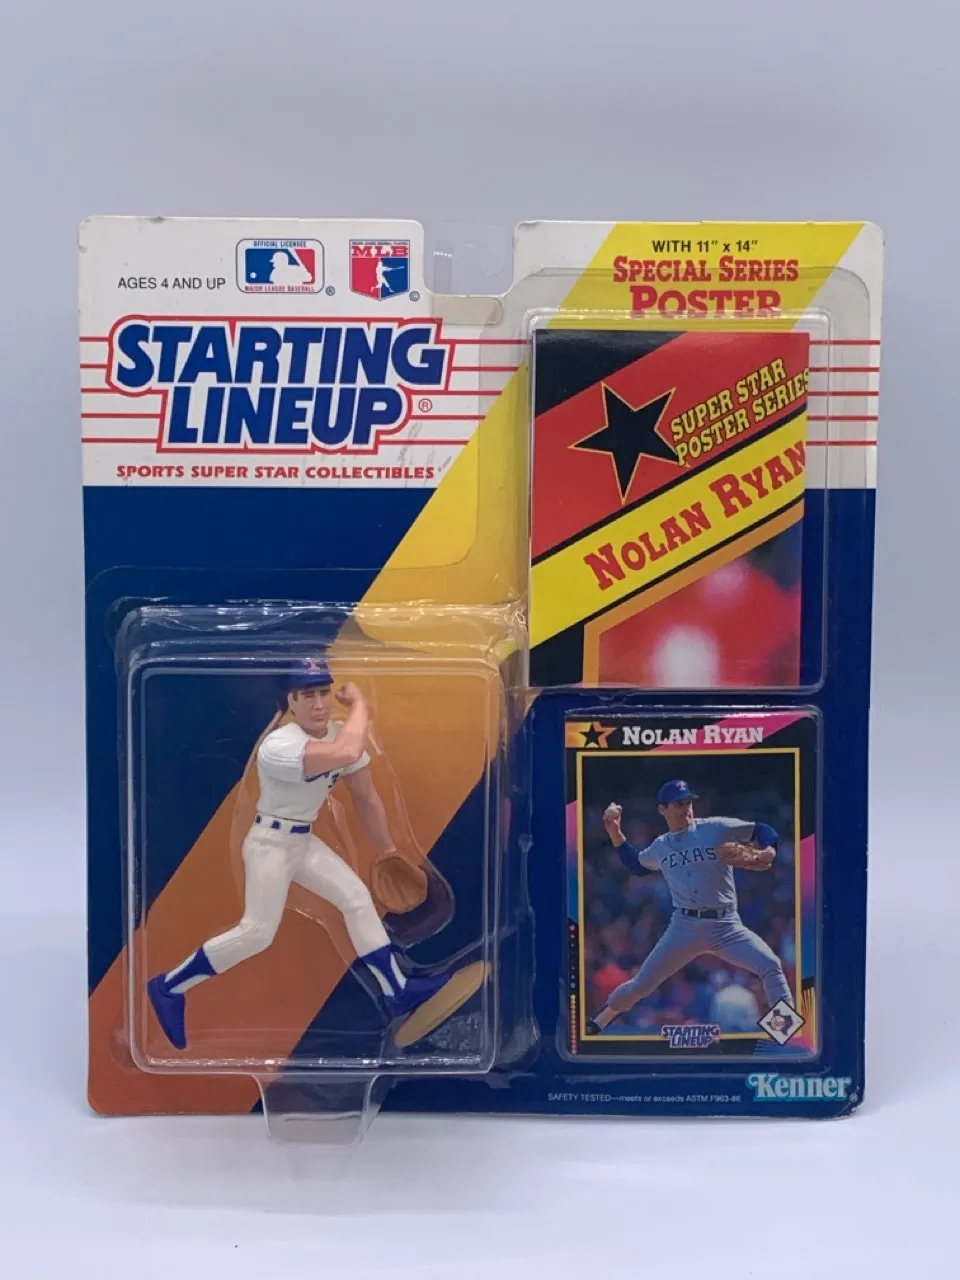 AGES 4 AND UP
OFFICIAL LICENSEE
MAJOR LEAGUE BASEBALL ®
MLB
©
STARTING
LINEUP ®
SPORTS SUPER STAR COLLECTIBLES
WITH 11" x 14"
SPECIAL SERIES
POSTER
SUPER STAR
POSTER SERIES
NOLAN RYAN
NOLAN RYAN
TEXAS
STARTING
LINEUP
Kenner ®
SAFETY TESTED—meets or exceeds ASTM F963-86